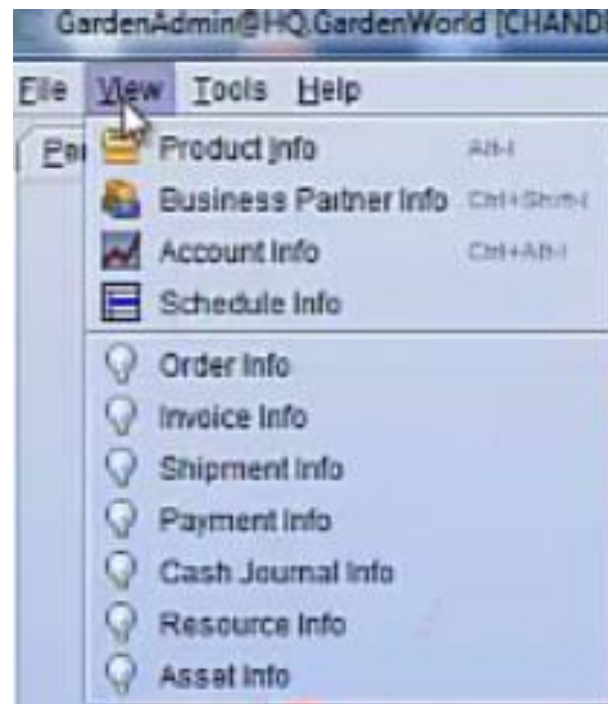 GardenAdmin@HQ.GardenWorld [CHANDI
File View Tools Help
Product Info Alt-I
Business Partner Info Ctrl+Shift-I
Account Info Ctrl+Alt-I
Schedule Info
Order Info
Invoice Info
Shipment Info
Payment Info
Cash Journal Info
Resource Info
Asset Info